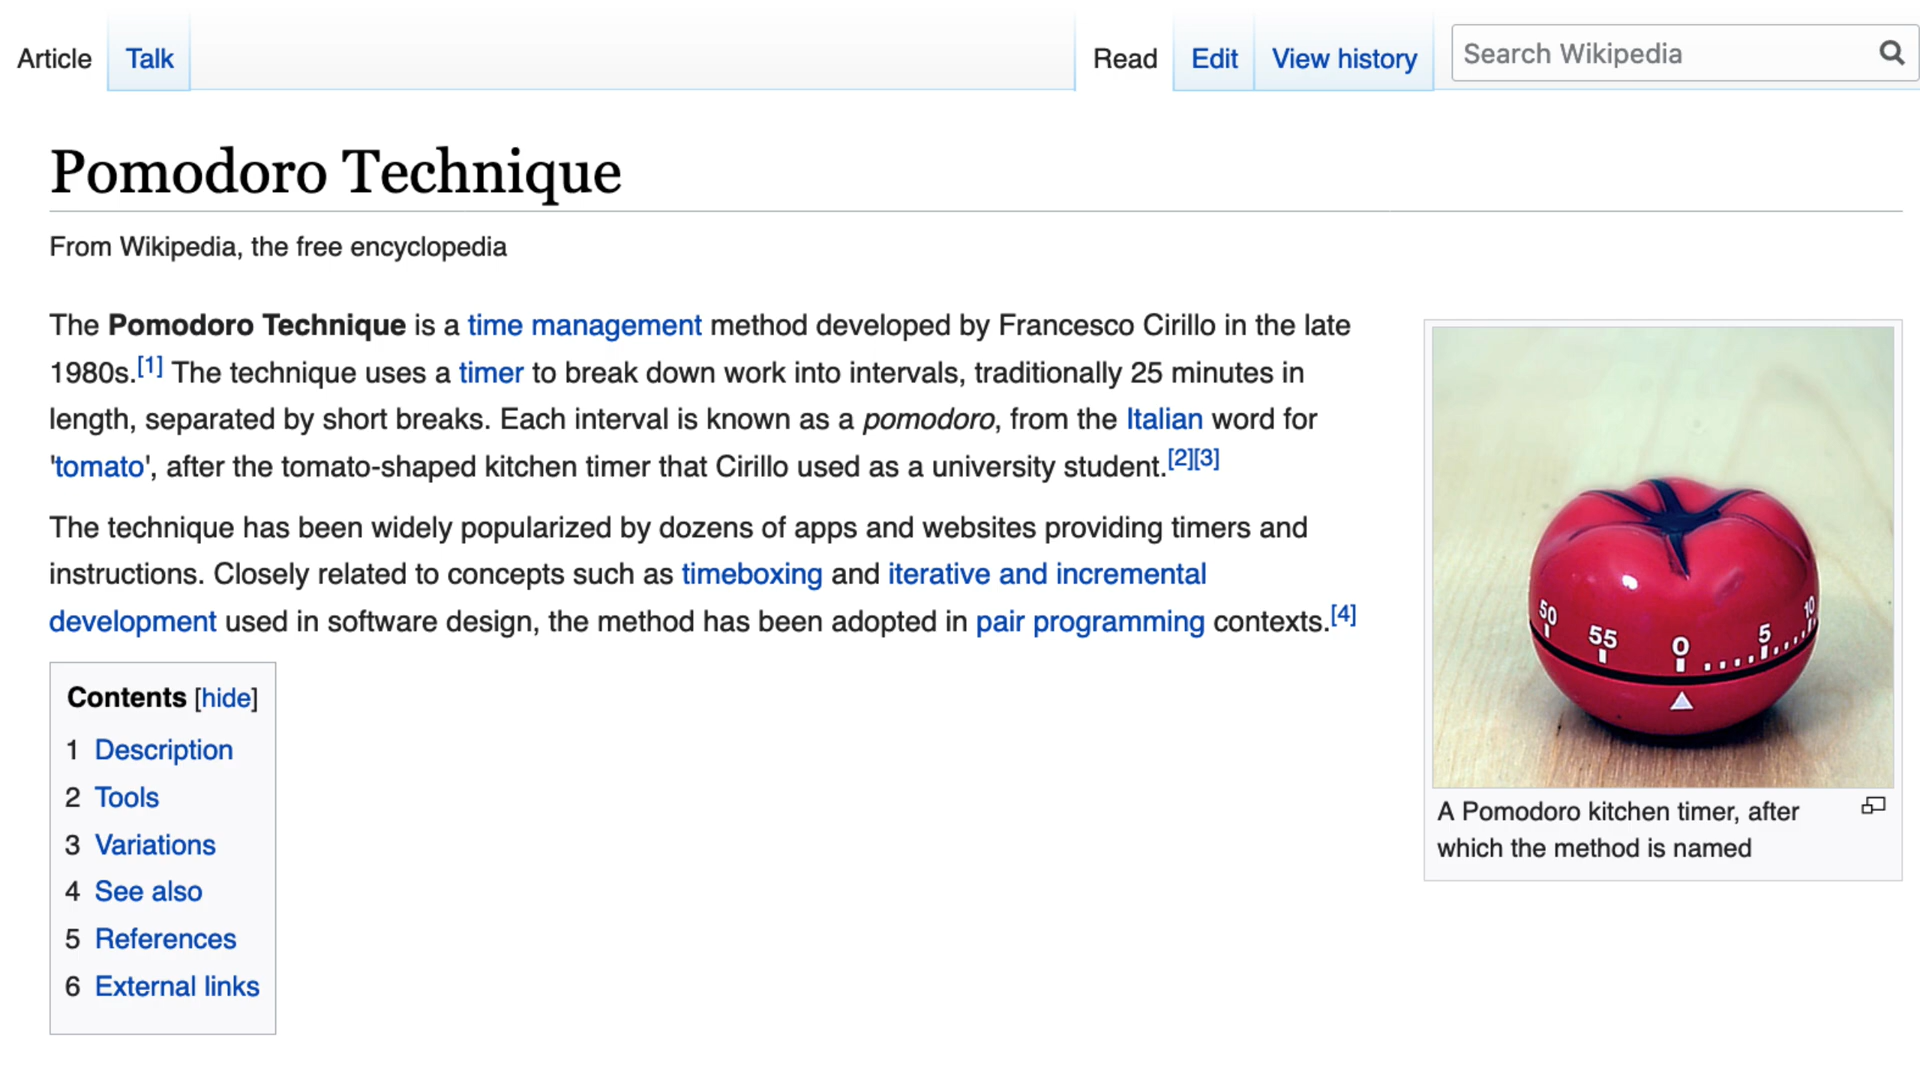 Article
Talk
Read
Edit
View history
Search Wikipedia
Pomodoro Technique
From Wikipedia, the free encyclopedia
The Pomodoro Technique is a time management method developed by Francesco Cirillo in the late
1980s.[1] The technique uses a timer to break down work into intervals, traditionally 25 minutes in
length, separated by short breaks. Each interval is known as a pomodoro, from the Italian word for
'tomato', after the tomato-shaped kitchen timer that Cirillo used as a university student.[2][3]
The technique has been widely popularized by dozens of apps and websites providing timers and
instructions. Closely related to concepts such as timeboxing and iterative and incremental
development used in software design, the method has been adopted in pair programming contexts.[4]
50 55 0 5 10
A Pomodoro kitchen timer, after
which the method is named
Contents [hide]
1 Description
2 Tools
3 Variations
4 See also
5 References
6 External links